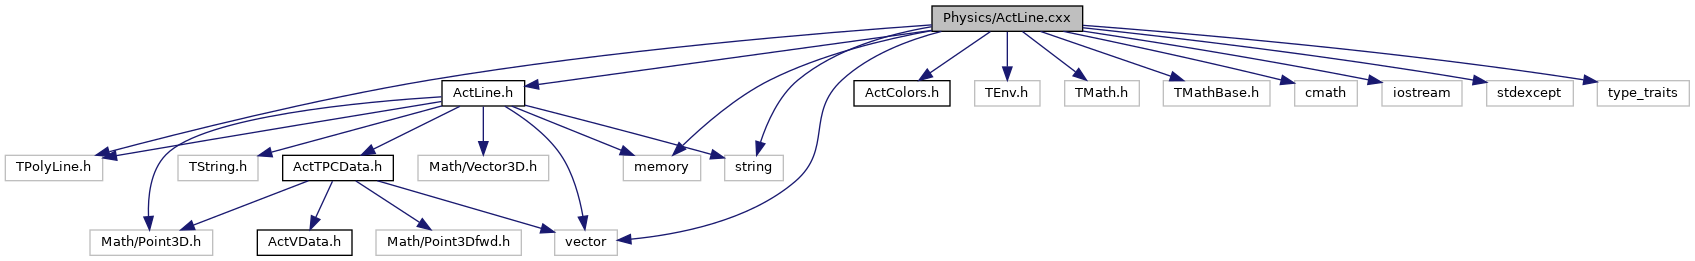 Physics/ActLine.cxx
ActLine.h
ActColors.h
TEnv.h
TMath.h
TMathBase.h
cmath
iostream
stdexcept
type_traits
TPolyLine.h
TString.h
ActTPCData.h
Math/Vector3D.h
memory
string
Math/Point3D.h
ActVData.h
Math/Point3Dfwd.h
vector